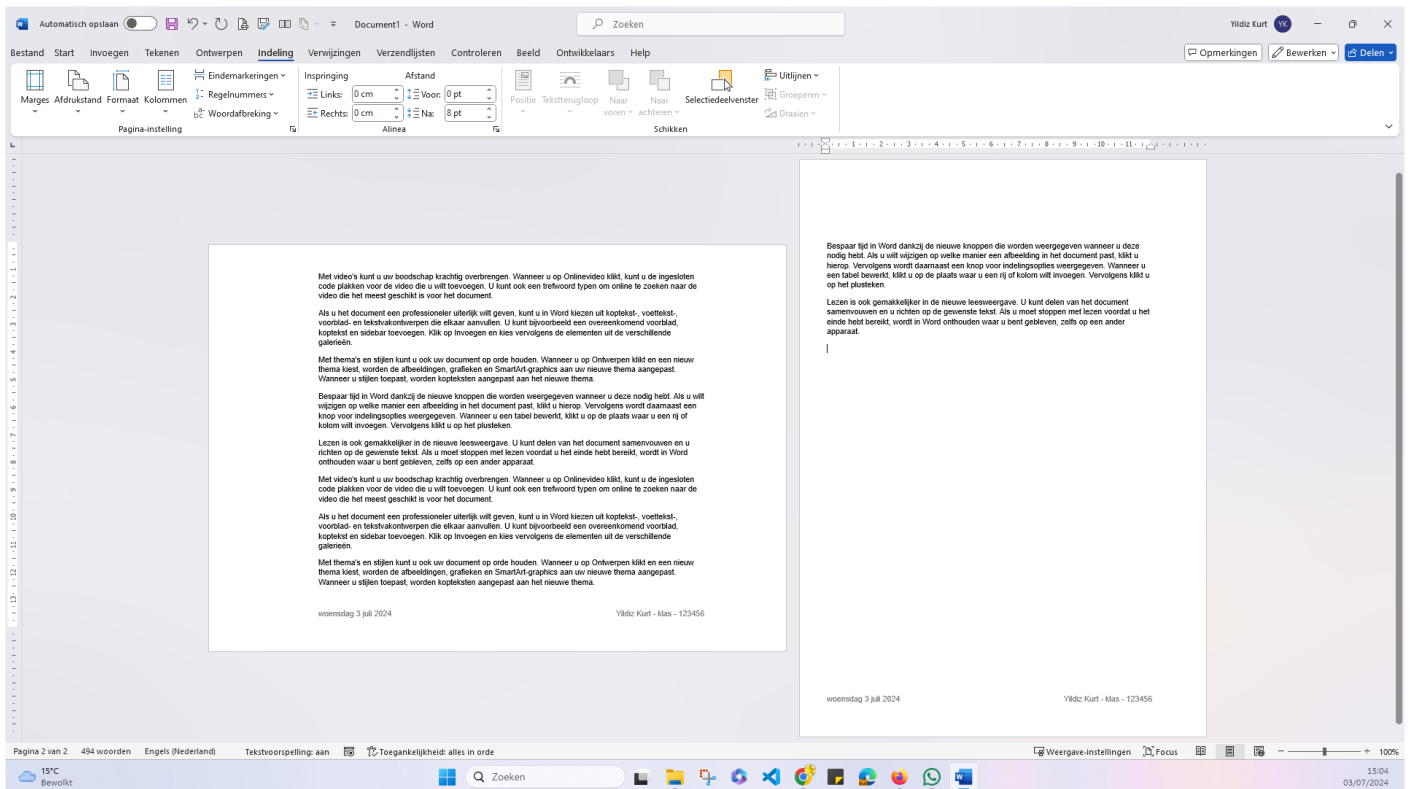 Automatisch opslaan
Document1 - Word
Zoeken
Yildiz Kurt
YK
Bestand Start Invoegen Tekenen Ontwerpen Indeling Verwijzingen Verzendlijsten Controleren Beeld Ontwikkelaars Help
Opmerkingen
Bewerken
Delen
Marges
Afdrukstand
Formaat
Kolommen
Eindemarkeringen
Regelnummers
Woordafbreking
Pagina-instelling
Inspringing
Afstand
Links: 0 cm
Voor: 0 pt
Rechts: 0 cm
Na: 8 pt
Alinea
Positie
Tekstterugloop
Naar voren
Naar achteren
Selectiedeelvenster
Uitlijnen
Groeperen
Draaien
Schikken
1 2 3 4 5 6 7 8 9 10 11
1 2 3 4 5 6 7 8 9 10 11 12 13
Met video's kunt u uw boodschap krachtig overbrengen. Wanneer u op Onlinevideo klikt, kunt u de ingesloten
code plakken voor de video die u wilt toevoegen. U kunt ook een trefwoord typen om online te zoeken naar de
video die het meest geschikt is voor het document.
Als u het document een professioneler uiterlijk wilt geven, kunt u in Word kiezen uit koptekst-, voettekst-,
voorblad- en tekstvakontwerpen die elkaar aanvullen. U kunt bijvoorbeeld een overeenkomend voorblad,
koptekst en sidebar toevoegen. Klik op Invoegen en kies vervolgens de elementen uit de verschillende
galerieën.
Met thema's en stijlen kunt u ook uw document op orde houden. Wanneer u op Ontwerpen klikt en een nieuw
thema kiest, worden de afbeeldingen, grafieken en SmartArt-graphics aan uw nieuwe thema aangepast.
Wanneer u stijlen toepast, worden kopteksten aangepast aan het nieuwe thema.
Bespaar tijd in Word dankzij de nieuwe knoppen die worden weergegeven wanneer u deze nodig hebt. Als u wilt
wijzigen op welke manier een afbeelding in het document past, klikt u hierop. Vervolgens wordt daarnaast een
knop voor indelingsopties weergegeven. Wanneer u een tabel bewerkt, klikt u op de plaats waar u een rij of
kolom wilt invoegen. Vervolgens klikt u op het plusteken.
Lezen is ook gemakkelijker in de nieuwe leesweergave. U kunt delen van het document samenvouwen en u
richten op de gewenste tekst. Als u moet stoppen met lezen voordat u het einde hebt bereikt, wordt in Word
onthouden waar u bent gebleven, zelfs op een ander apparaat.
Met video's kunt u uw boodschap krachtig overbrengen. Wanneer u op Onlinevideo klikt, kunt u de ingesloten
code plakken voor de video die u wilt toevoegen. U kunt ook een trefwoord typen om online te zoeken naar de
video die het meest geschikt is voor het document.
Als u het document een professioneler uiterlijk wilt geven, kunt u in Word kiezen uit koptekst-, voettekst-,
voorblad- en tekstvakontwerpen die elkaar aanvullen. U kunt bijvoorbeeld een overeenkomend voorblad,
koptekst en sidebar toevoegen. Klik op Invoegen en kies vervolgens de elementen uit de verschillende
galerieën.
Met thema's en stijlen kunt u ook uw document op orde houden. Wanneer u op Ontwerpen klikt en een nieuw
thema kiest, worden de afbeeldingen, grafieken en SmartArt-graphics aan uw nieuwe thema aangepast.
Wanneer u stijlen toepast, worden kopteksten aangepast aan het nieuwe thema.
woensdag 3 juli 2024 Yildiz Kurt - klas - 123456
Bespaar tijd in Word dankzij de nieuwe knoppen die worden weergegeven wanneer u deze
nodig hebt. Als u wilt wijzigen op welke manier een afbeelding in het document past, klikt u
hierop. Vervolgens wordt daarnaast een knop voor indelingsopties weergegeven. Wanneer u
een tabel bewerkt, klikt u op de plaats waar u een rij of kolom wilt invoegen. Vervolgens klikt u
op het plusteken.
Lezen is ook gemakkelijker in de nieuwe leesweergave. U kunt delen van het document
samenvouwen en u richten op de gewenste tekst. Als u moet stoppen met lezen voordat u het
einde hebt bereikt, wordt in Word onthouden waar u bent gebleven, zelfs op een ander
apparaat.
woensdag 3 juli 2024 Yildiz Kurt - klas - 123456
Pagina 2 van 2 494 woorden Engels (Nederland) Tekstvoorspelling: aan Toegankelijkheid: alles in orde
Weergave-instellingen Focus 100%
15°C
Bewolkt
Zoeken
15:04
03/07/2024